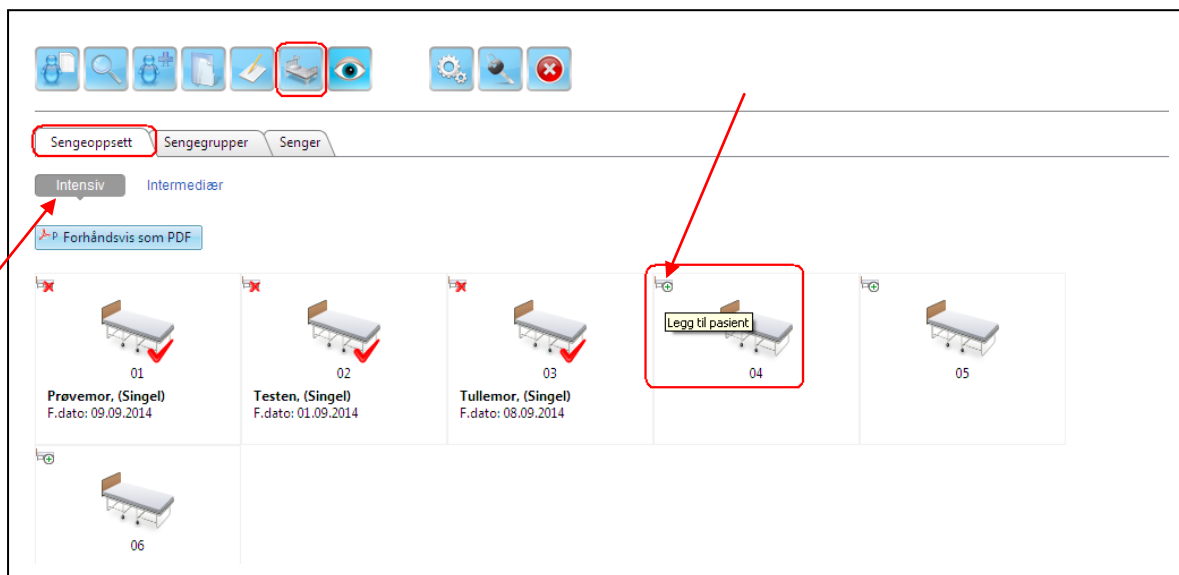 Sengeoppsett Sengegrupper Senger
Intensiv Intermediær
P Forhåndsvis som PDF
Legg til pasient
01 02 03 04 05
Prøvemor, (Singel) Testen, (Singel) Tullemor, (Singel)
F.dato: 09.09.2014 F.dato: 01.09.2014 F.dato: 08.09.2014
06